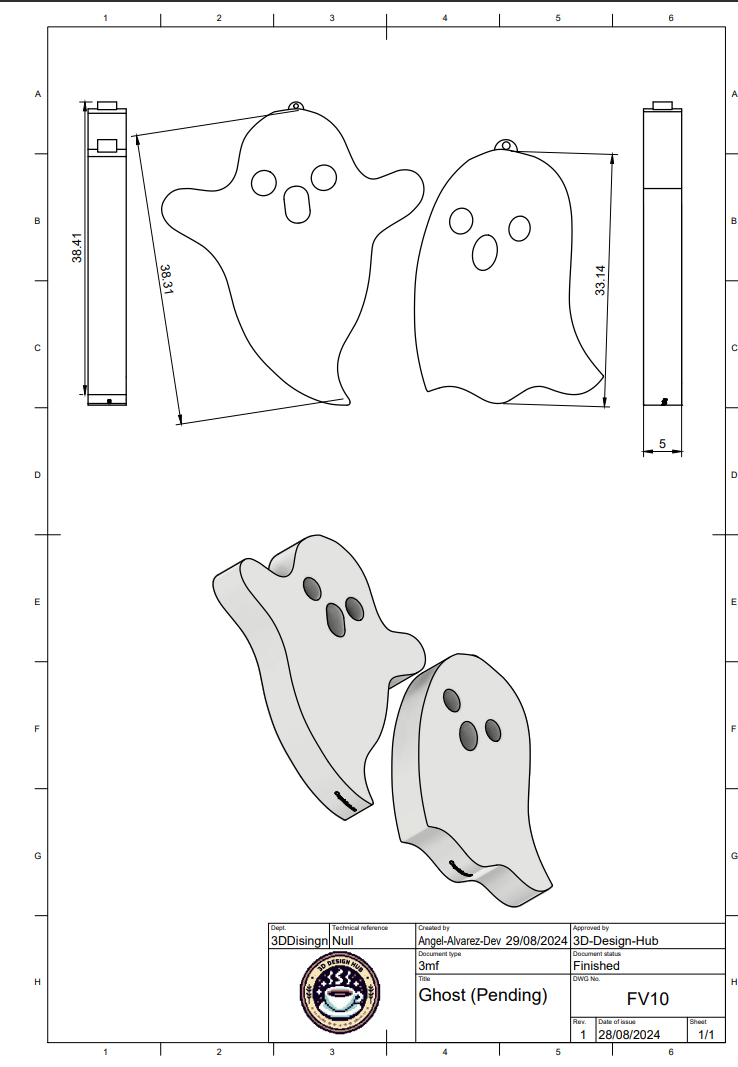 1 2 3 4 5 6
A A
38.41
38.31
33.14
B B
C C
5
D D
E E
F F
G G
Dept. Technical reference Created by Approved by
3DDisingn Null Angel-Alvarez-Dev 29/08/2024 3D-Design-Hub
Document type Document status
3mf Finished
Title DWG No.
Ghost (Pending) FV10
3D DESIGN HUB
H H
Rev. Date of issue Sheet
1 28/08/2024 1/1
1 2 3 4 5 6